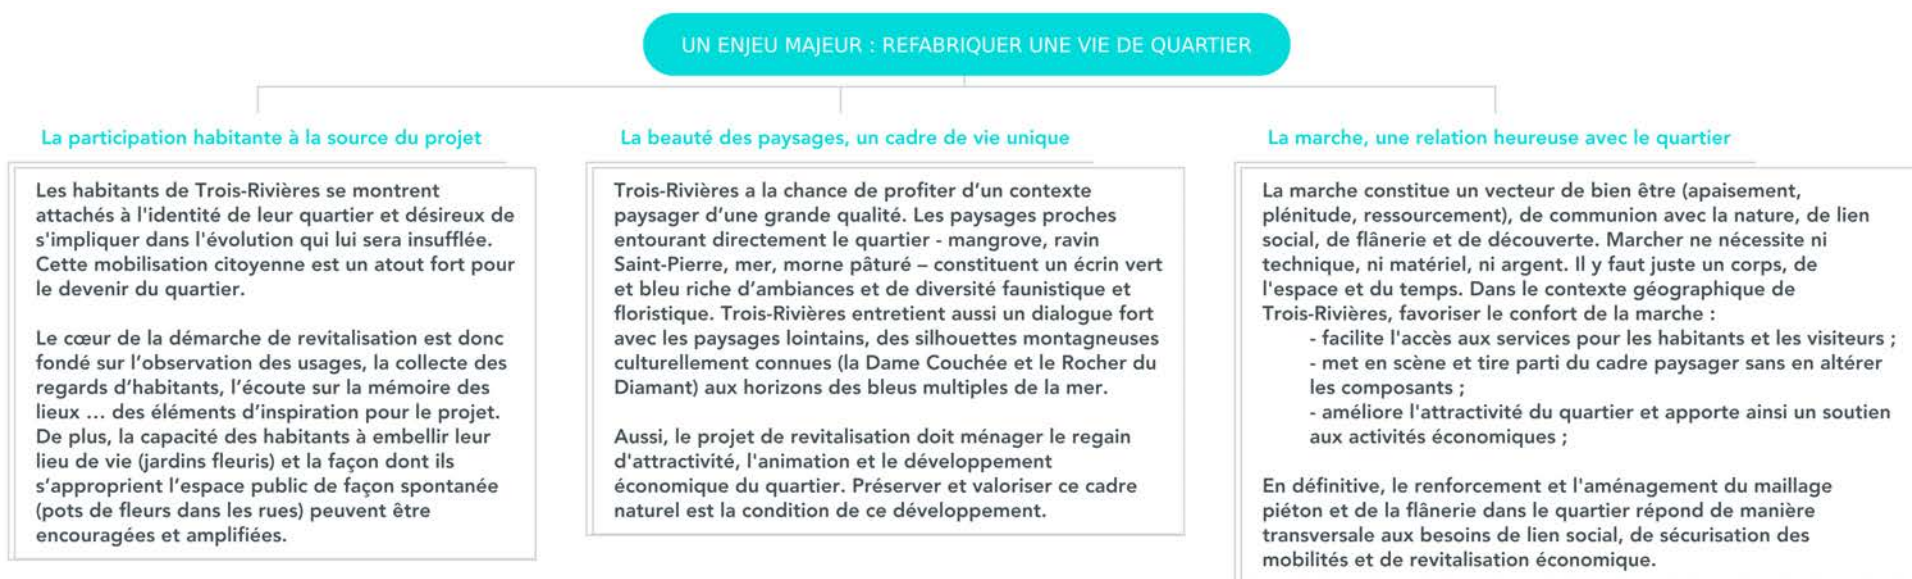 UN ENJEU MAJEUR : REFABRIQUER UNE VIE DE QUARTIER
La participation habitante à la source du projet
Les habitants de Trois-Rivières se montrent
attachés à l'identité de leur quartier et désireux de
s'impliquer dans l'évolution qui lui sera insufflée.
Cette mobilisation citoyenne est un atout fort pour
le devenir du quartier.
Le cœur de la démarche de revitalisation est donc
fondé sur l’observation des usages, la collecte des
regards d’habitants, l’écoute sur la mémoire des
lieux … des éléments d’inspiration pour le projet.
De plus, la capacité des habitants à embellir leur
lieu de vie (jardins fleuris) et la façon dont ils
s’approprient l’espace public de façon spontanée
(pots de fleurs dans les rues) peuvent être
encouragées et amplifiées.
La beauté des paysages, un cadre de vie unique
Trois-Rivières a la chance de profiter d’un contexte
paysager d’une grande qualité. Les paysages proches
entourant directement le quartier - mangrove, ravin
Saint-Pierre, mer, morne pâturé – constituent un écrin vert
et bleu riche d’ambiances et de diversité faunistique et
floristique. Trois-Rivières entretient aussi un dialogue fort
avec les paysages lointains, des silhouettes montagneuses
culturellement connues (la Dame Couchée et le Rocher du
Diamant) aux horizons des bleus multiples de la mer.
Aussi, le projet de revitalisation doit ménager le regain
d'attractivité, l'animation et le développement
économique du quartier. Préserver et valoriser ce cadre
naturel est la condition de ce développement.
La marche, une relation heureuse avec le quartier
La marche constitue un vecteur de bien être (apaisement,
plénitude, ressourcement), de communion avec la nature, de lien
social, de flânerie et de découverte. Marcher ne nécessite ni
technique, ni matériel, ni argent. Il y faut juste un corps, de
l'espace et du temps. Dans le contexte géographique de
Trois-Rivières, favoriser le confort de la marche :
- facilite l'accès aux services pour les habitants et les visiteurs ;
- met en scène et tire parti du cadre paysager sans en altérer
les composants ;
- améliore l'attractivité du quartier et apporte ainsi un soutien
aux activités économiques ;
En définitive, le renforcement et l'aménagement du maillage
piéton et de la flânerie dans le quartier répond de manière
transversale aux besoins de lien social, de sécurisation des
mobilités et de revitalisation économique.